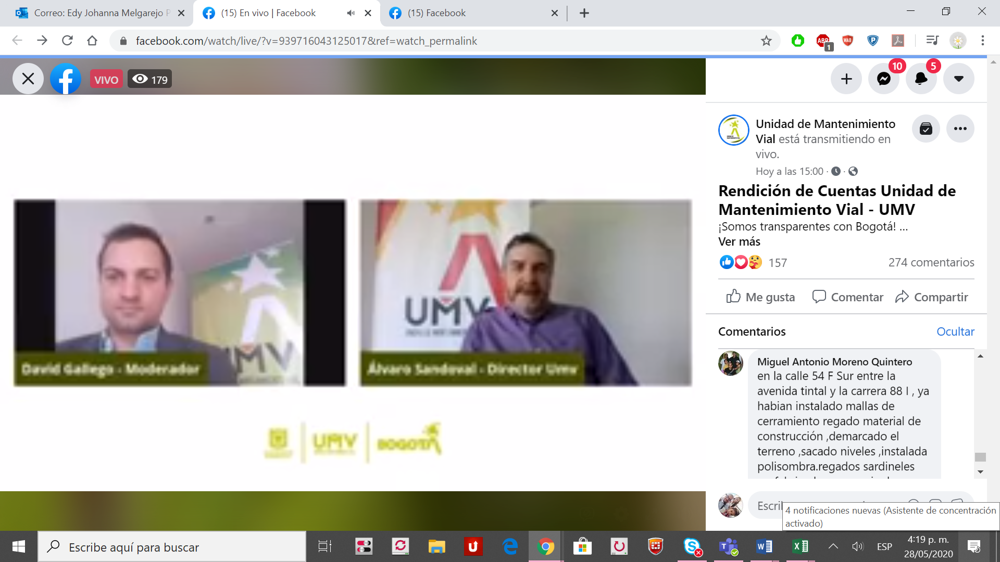 Correo: Edy Johanna Melgarejo P
(15) En vivo | Facebook
(15) Facebook
facebook.com/watch/live/?v=939716043125017&ref=watch_permalink
ABP
1
WAB
P
VIVO
179
10
5
Unidad de Mantenimiento
Vial está transmitiendo en
vivo.
Hoy a las 15:00
Rendición de Cuentas Unidad de
Mantenimiento Vial - UMV
¡Somos transparentes con Bogotá! ...
Ver más
157
274 comentarios
Me gusta
Comentar
Compartir
Comentarios
Ocultar
UMV
UMV
David Gallego - Moderador
Álvaro Sandoval - Director Umv
UMV
BOGOTÁ
Miguel Antonio Moreno Quintero
en la calle 54 F Sur entre la
avenida tintal y la carrera 88 I , ya
habian instalado mallas de
cerramiento regado material de
construcción ,demarcado el
terreno ,sacado niveles ,instalada
polisombra.regados sardineles
Escri
4 notificaciones nuevas (Asistente de concentración
activado)
Escribe aquí para buscar
ESP
4:19 p. m.
28/05/2020